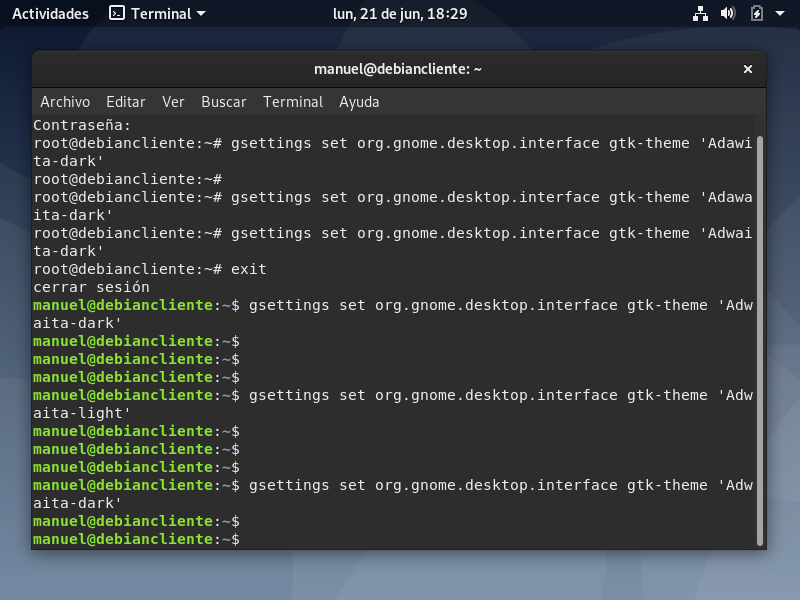 Actividades Terminal lun, 21 de jun, 18:29
manuel@debiancliente: ~
Archivo Editar Ver Buscar Terminal Ayuda
Contraseña:
root@debiancliente:~# gsettings set org.gnome.desktop.interface gtk-theme 'Adawi
ta-dark'
root@debiancliente:~#
root@debiancliente:~# gsettings set org.gnome.desktop.interface gtk-theme 'Adawa
ita-dark'
root@debiancliente:~# gsettings set org.gnome.desktop.interface gtk-theme 'Adwai
ta-dark'
root@debiancliente:~# exit
cerrar sesión
manuel@debiancliente:~$ gsettings set org.gnome.desktop.interface gtk-theme 'Adw
aita-dark'
manuel@debiancliente:~$
manuel@debiancliente:~$
manuel@debiancliente:~$
manuel@debiancliente:~$ gsettings set org.gnome.desktop.interface gtk-theme 'Adw
aita-light'
manuel@debiancliente:~$
manuel@debiancliente:~$
manuel@debiancliente:~$
manuel@debiancliente:~$ gsettings set org.gnome.desktop.interface gtk-theme 'Adw
aita-dark'
manuel@debiancliente:~$
manuel@debiancliente:~$